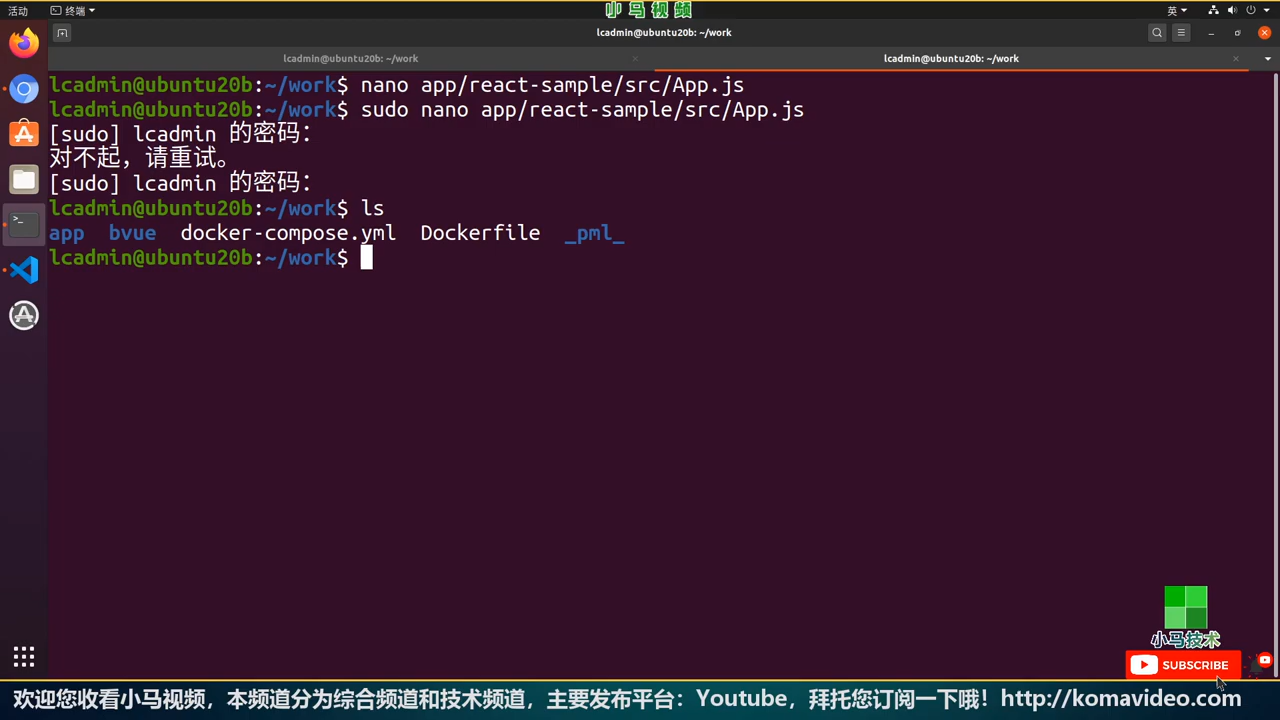 活动
终端
小马视频
英
lcadmin@ubuntu20b: ~/work
lcadmin@ubuntu20b: ~/work
lcadmin@ubuntu20b: ~/work
lcadmin@ubuntu20b:~/work$ nano app/react-sample/src/App.js
lcadmin@ubuntu20b:~/work$ sudo nano app/react-sample/src/App.js
[sudo] lcadmin 的密码：
对不起，请重试。
[sudo] lcadmin 的密码：
lcadmin@ubuntu20b:~/work$ ls
app bvue docker-compose.yml Dockerfile _pml_
lcadmin@ubuntu20b:~/work$
小马技术
SUBSCRIBE
欢迎您收看小马视频，本频道分为综合频道和技术频道，主要发布平台：Youtube，拜托您订阅一下哦！http://komavideo.com